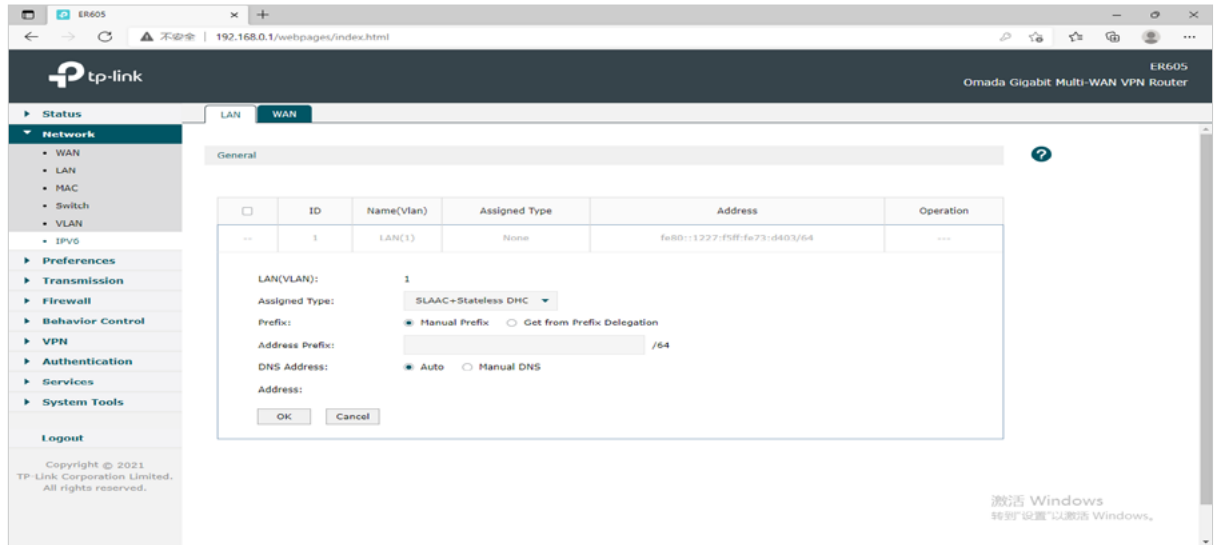 ER605
不安全 | 192.168.0.1/webpages/index.html
tp-link
ER605
Omada Gigabit Multi-WAN VPN Router
Status
Network
WAN
LAN
MAC
Switch
VLAN
IPV6
Preferences
Transmission
Firewall
Behavior Control
VPN
Authentication
Services
System Tools
Logout
Copyright © 2021
TP-Link Corporation Limited.
All rights reserved.
LAN WAN
General
ID Name(Vlan) Assigned Type Address Operation
-- 1 LAN(1) None fe80::1227:f5ff:fe73:d403/64 ---
LAN(VLAN): 1
Assigned Type: SLAAC+Stateless DHC
Prefix: Manual Prefix Get from Prefix Delegation
Address Prefix: /64
DNS Address: Auto Manual DNS
Address:
OK Cancel
激活 Windows
转到"设置"以激活 Windows。